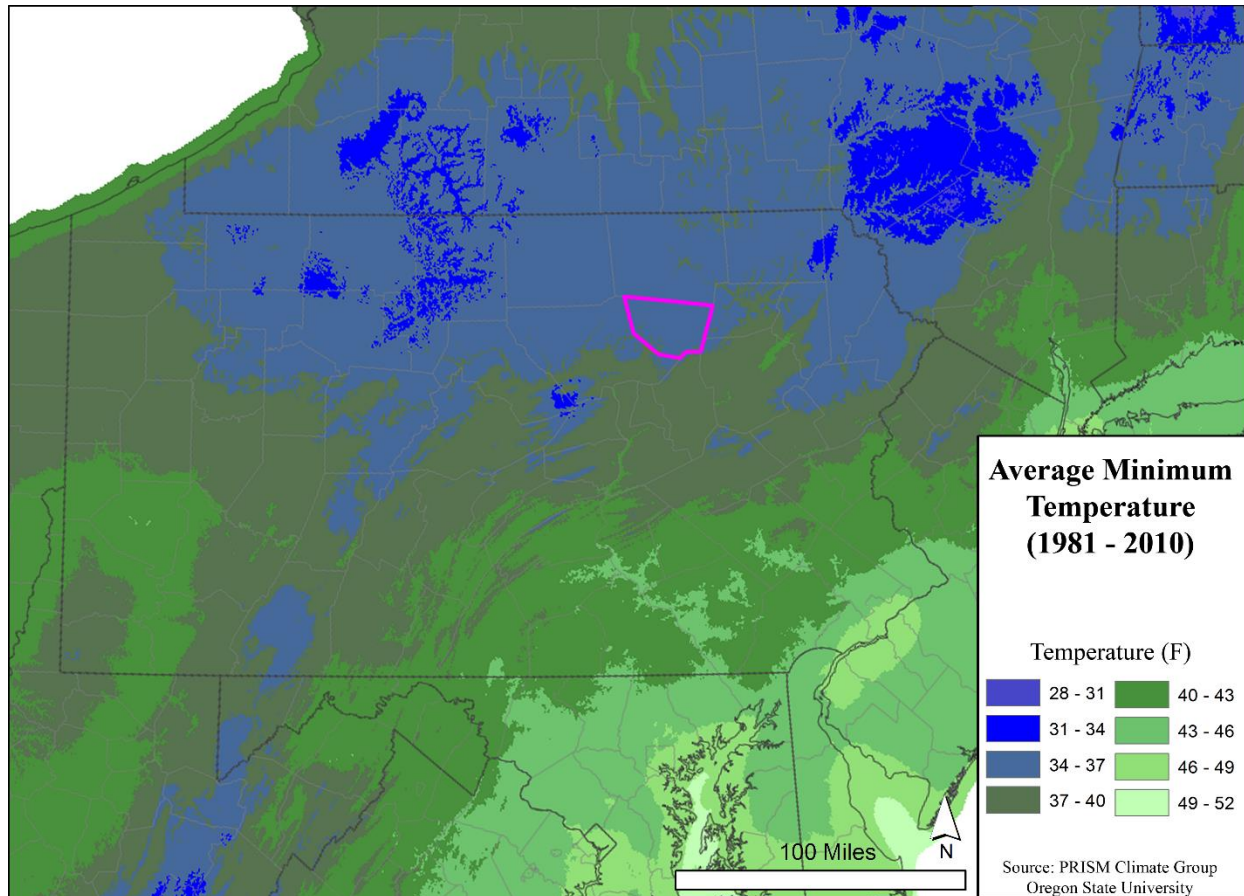 Average Minimum
Temperature
(1981 - 2010)
Temperature (F)
28 - 31
31 - 34
34 - 37
37 - 40
40 - 43
43 - 46
46 - 49
49 - 52
100 Miles
N
Source: PRISM Climate Group
Oregon State University